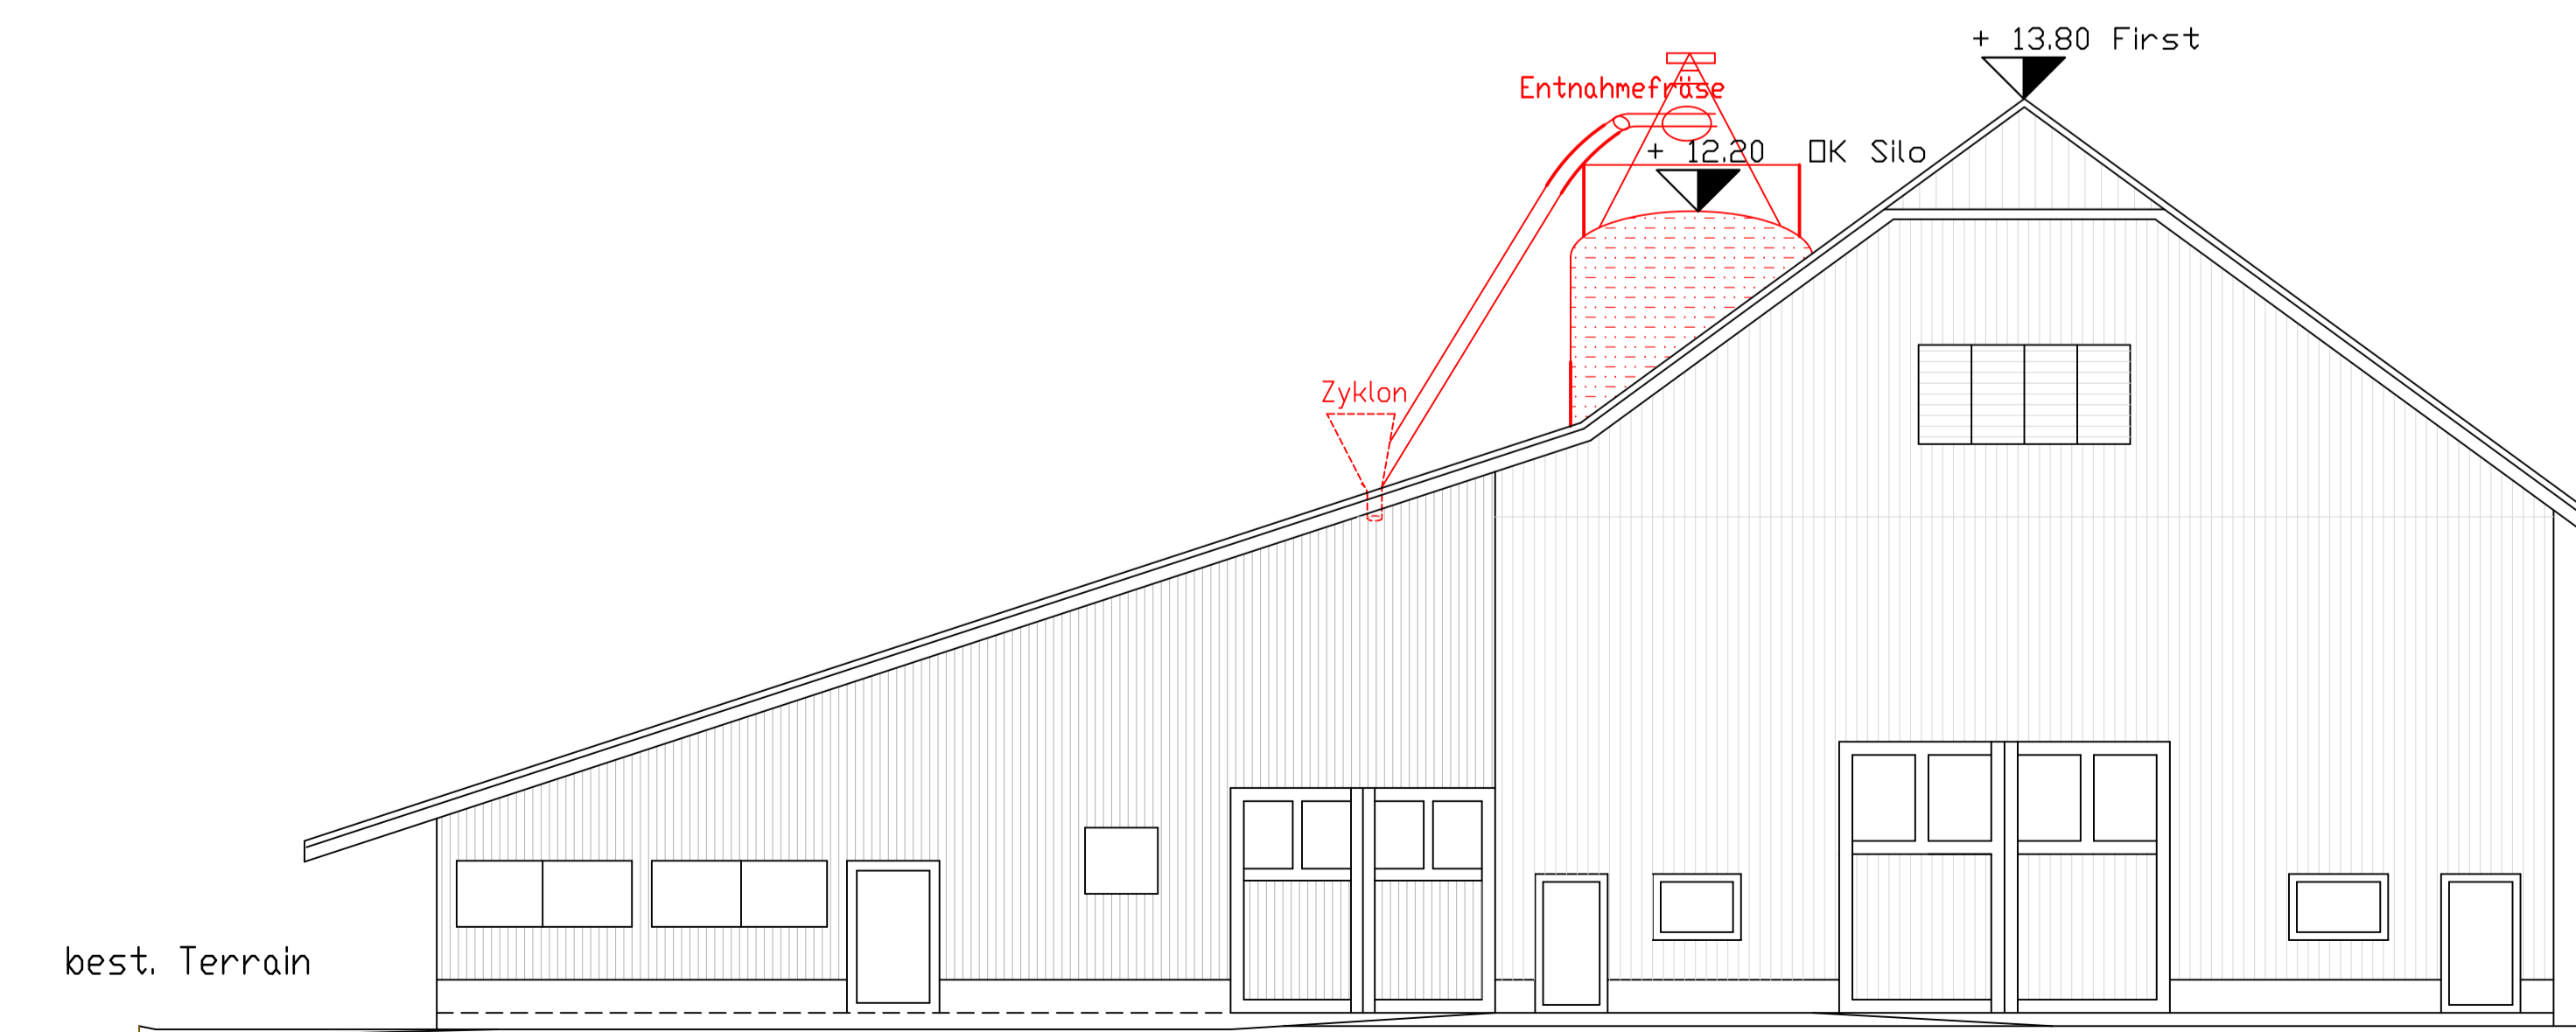 + 13.80 First
Entnahmefräse
+ 12.20 OK Silo
Zyklon
best. Terrain